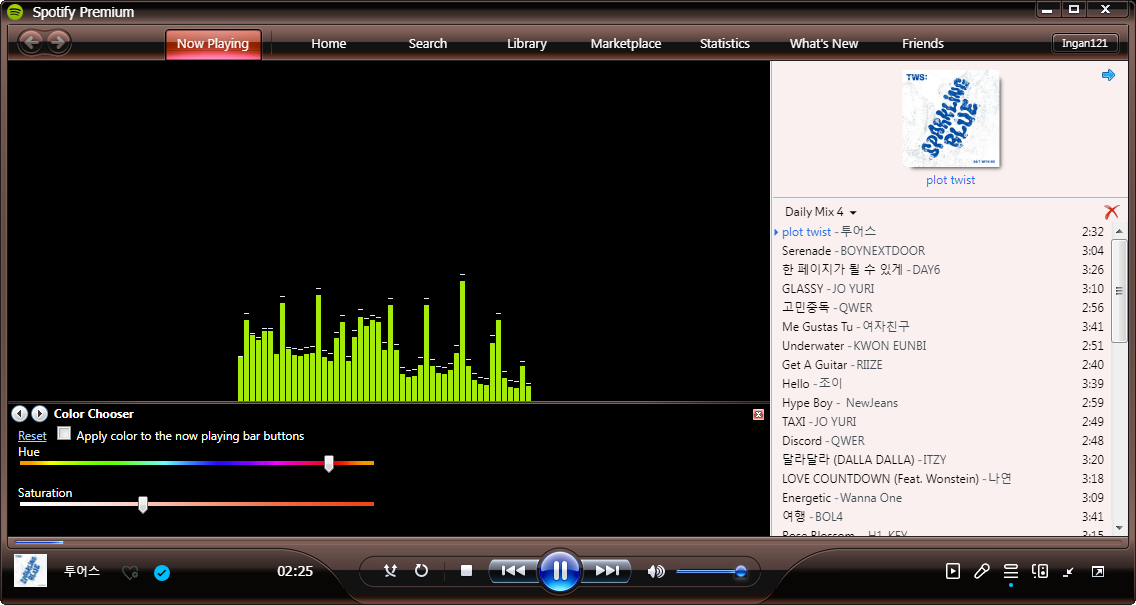 Spotify Premium
Now Playing Home Search Library Marketplace Statistics What's New Friends Ingan121
TWS:
SPARKLING
BLUE
plot twist
Daily Mix 4
plot twist - 투어스 2:32
Serenade - BOYNEXTDOOR 3:04
한 페이지가 될 수 있게 - DAY6 3:26
GLASSY - JO YURI 3:10
고민중독 - QWER 2:56
Me Gustas Tu - 여자친구 3:41
Underwater - KWON EUNBI 2:51
Get A Guitar - RIIZE 2:40
Hello - 조이 3:39
Hype Boy - NewJeans 2:59
TAXI - JO YURI 2:49
Discord - QWER 2:48
달라달라 (DALLA DALLA) - ITZY 3:20
LOVE COUNTDOWN (Feat. Wonstein) - 나연 3:18
Energetic - Wanna One 3:09
여행 - BOL4 3:41
Rose Blossom - H1-KEY 3:15
Color Chooser
Reset Apply color to the now playing bar buttons
Hue
Saturation
투어스 02:25